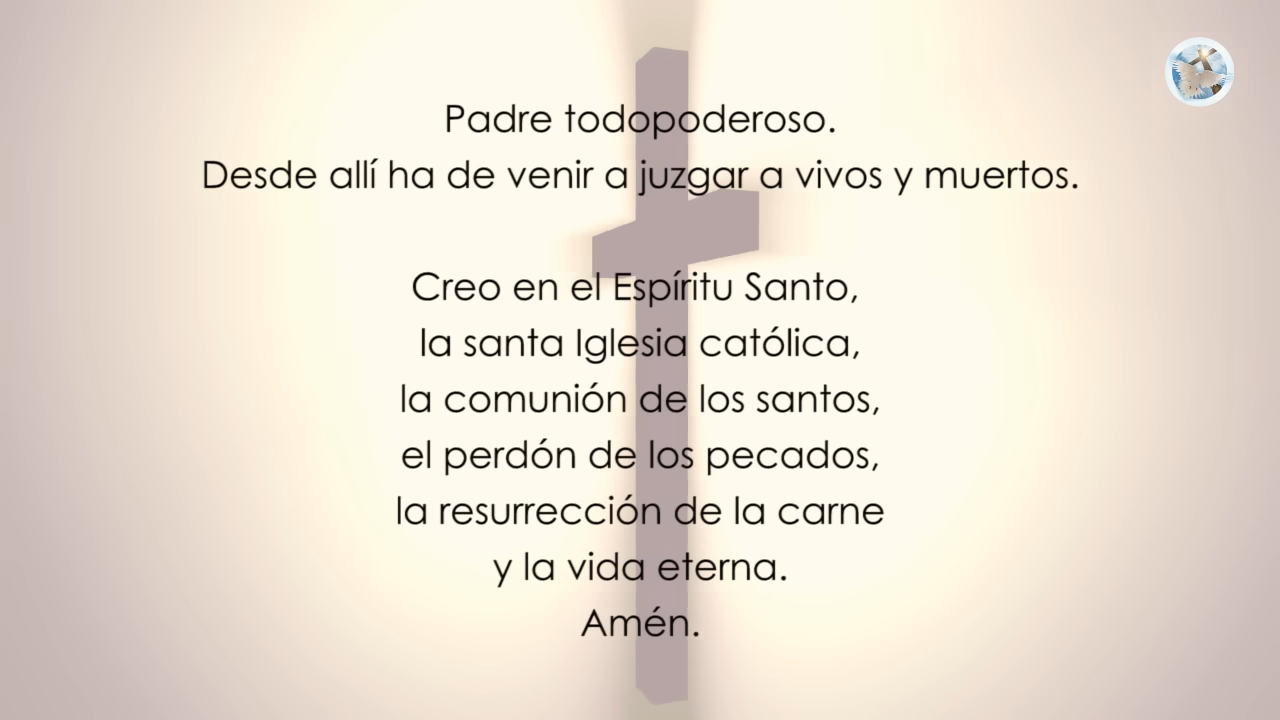 Padre todopoderoso.
Desde allí ha de venir a juzgar a vivos y muertos.
Creo en el Espíritu Santo,
la santa Iglesia católica,
la comunión de los santos,
el perdón de los pecados,
la resurrección de la carne
y la vida eterna.
Amén.